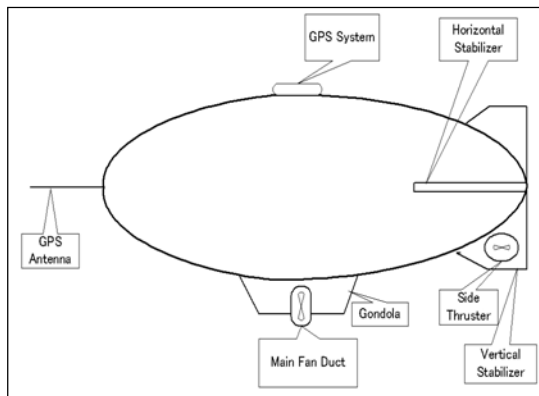 GPS System
Horizontal
Stabilizer
GPS
Antenna
Gondola
Side
Thruster
Main Fan Duct
Vertical
Stabilizer